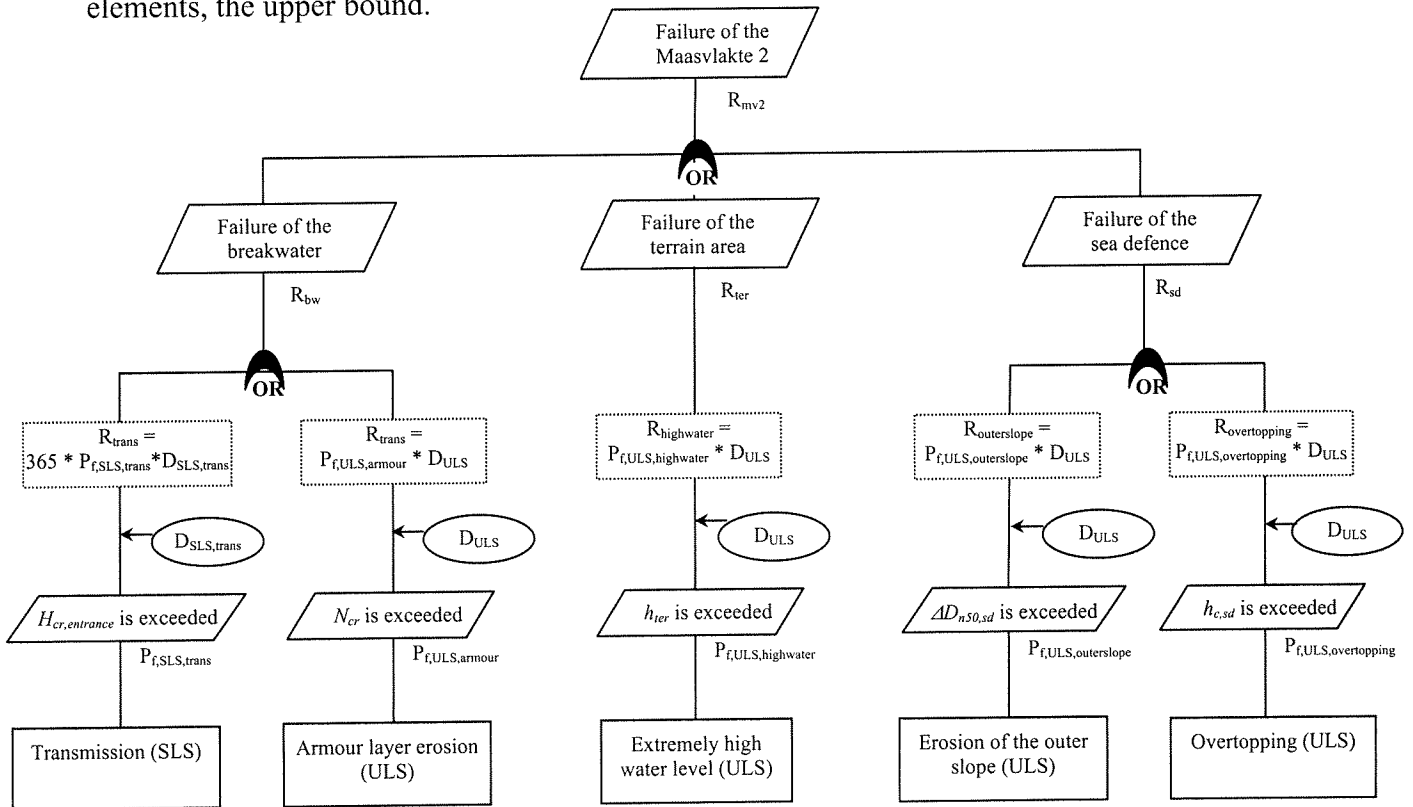 elements, the upper bound.
Failure of the
Maasvlakte 2
R_mv2
OR
Failure of the
breakwater
Failure of the
terrain area
Failure of the
sea defence
R_bw
R_ter
R_sd
OR
OR
R_trans =
365 * P_f,SLS,trans*D_SLS,trans
R_trans =
P_f,ULS,armour * D_ULS
R_highwater =
P_f,ULS,highwater * D_ULS
R_outerslope =
P_f,ULS,outerslope * D_ULS
R_overtopping =
P_f,ULS,overtopping * D_ULS
D_SLS,trans
D_ULS
D_ULS
D_ULS
D_ULS
H_cr,entrance is exceeded
N_cr is exceeded
h_ter is exceeded
ΔD_n50,sd is exceeded
h_c,sd is exceeded
P_f,SLS,trans
P_f,ULS,armour
P_f,ULS,highwater
P_f,ULS,outerslope
P_f,ULS,overtopping
Transmission (SLS)
Armour layer erosion
(ULS)
Extremely high
water level (ULS)
Erosion of the outer
slope (ULS)
Overtopping (ULS)